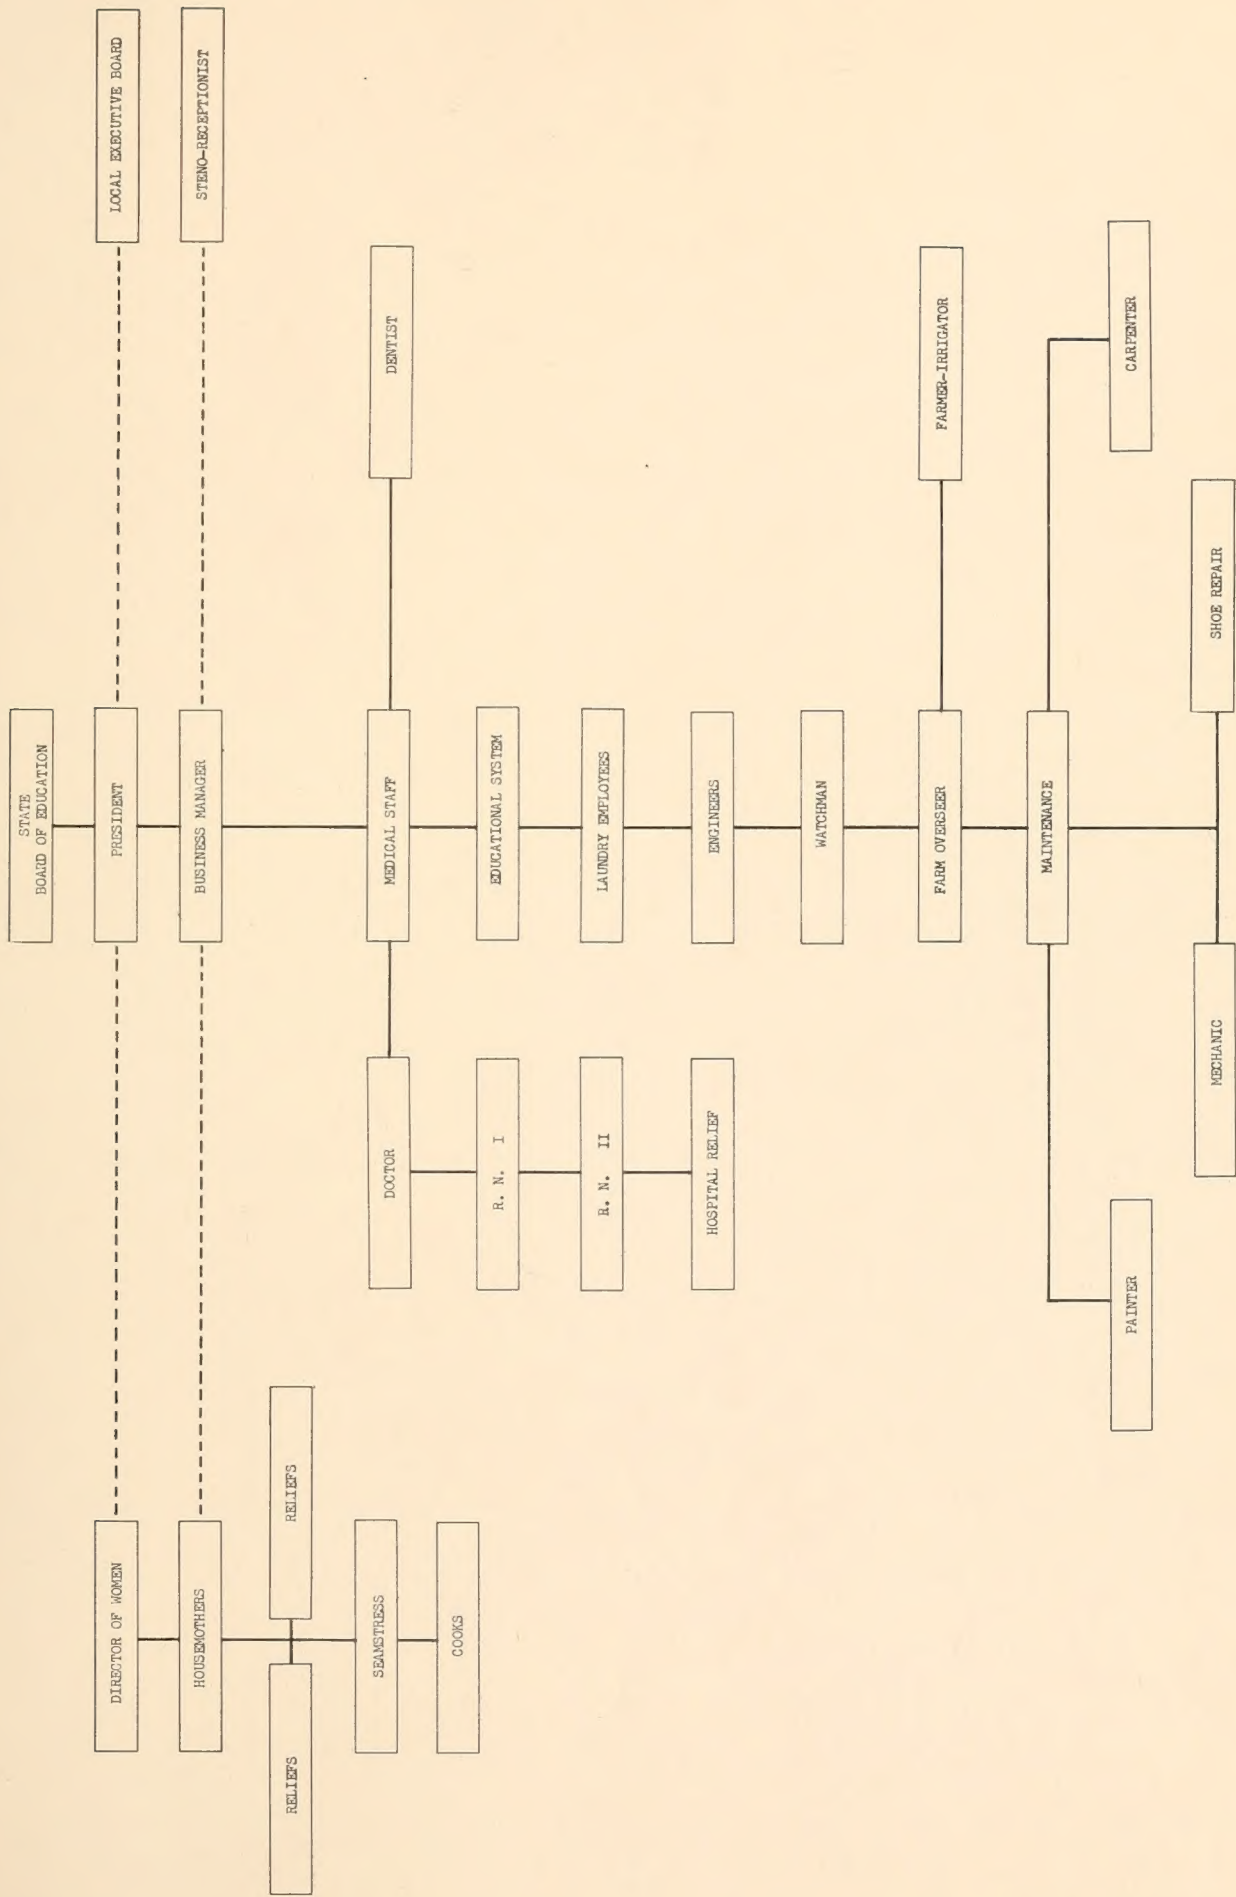 STATE
BOARD OF EDUCATION
DIRECTOR OF WOMEN
PRESIDENT
LOCAL EXECUTIVE BOARD
HOUSEMOTHERS
BUSINESS MANAGER
STENO-RECEPTIONIST
RELIEFS
RELIEFS
SEAMSTRESS
COOKS
DOCTOR
MEDICAL STAFF
DENTIST
R. N. I
EDUCATIONAL SYSTEM
R. N. II
LAUNDRY EMPLOYEES
HOSPITAL RELIEF
ENGINEERS
WATCHMAN
FARM OVERSEER
FARMER-IRRIGATOR
MAINTENANCE
PAINTER
CARPENTER
MECHANIC
SHOE REPAIR